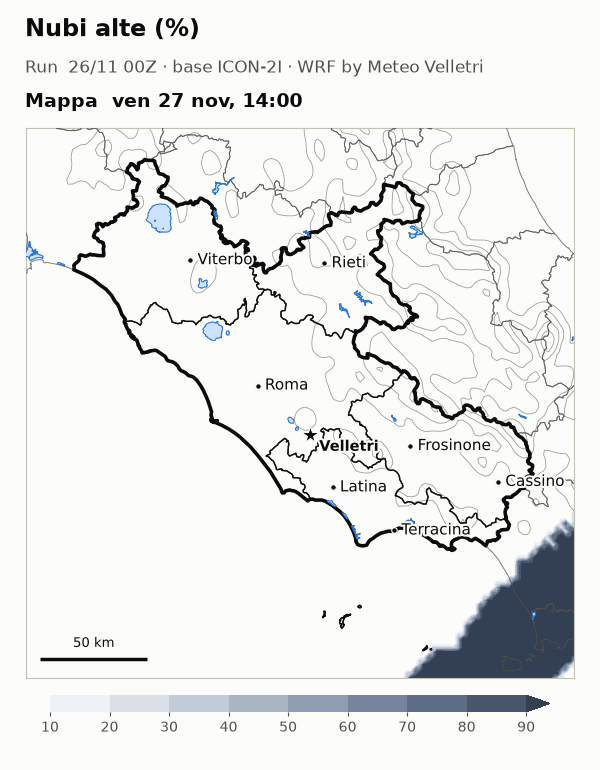 Nubi alte (%)
Run  26/11 00Z · base ICON-2I · WRF by Meteo Velletri
Mappa  ven 27 nov, 14:00
Viterbo
Rieti
Roma
Velletri
Frosinone
Latina
Cassino
Terracina
50 km
10 20 30 40 50 60 70 80 90